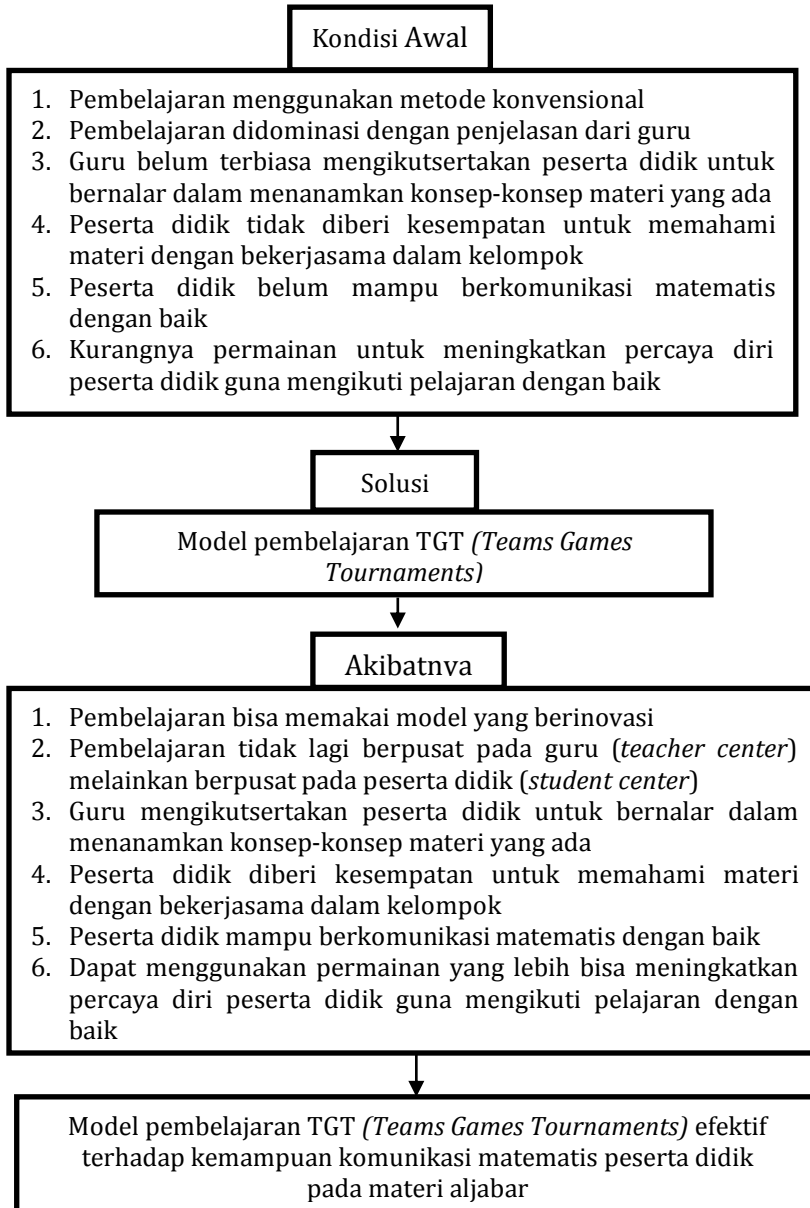 Kondisi Awal
1. Pembelajaran menggunakan metode konvensional
2. Pembelajaran didominasi dengan penjelasan dari guru
3. Guru belum terbiasa mengikutsertakan peserta didik untuk
bernalar dalam menanamkan konsep-konsep materi yang ada
4. Peserta didik tidak diberi kesempatan untuk memahami
materi dengan bekerjasama dalam kelompok
5. Peserta didik belum mampu berkomunikasi matematis
dengan baik
6. Kurangnya permainan untuk meningkatkan percaya diri
peserta didik guna mengikuti pelajaran dengan baik
Solusi
Model pembelajaran TGT (Teams Games
Tournaments)
Akibatnya
1. Pembelajaran bisa memakai model yang berinovasi
2. Pembelajaran tidak lagi berpusat pada guru (teacher center)
melainkan berpusat pada peserta didik (student center)
3. Guru mengikutsertakan peserta didik untuk bernalar dalam
menanamkan konsep-konsep materi yang ada
4. Peserta didik diberi kesempatan untuk memahami materi
dengan bekerjasama dalam kelompok
5. Peserta didik mampu berkomunikasi matematis dengan baik
6. Dapat menggunakan permainan yang lebih bisa meningkatkan
percaya diri peserta didik guna mengikuti pelajaran dengan
baik
Model pembelajaran TGT (Teams Games Tournaments) efektif
terhadap kemampuan komunikasi matematis peserta didik
pada materi aljabar